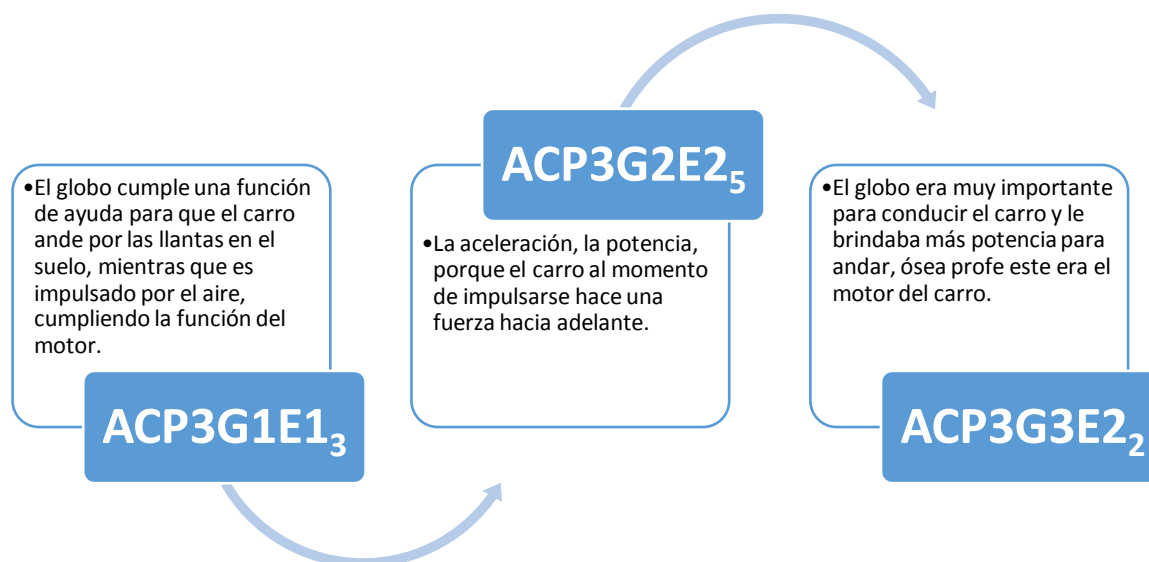 •El globo cumple una función
de ayuda para que el carro
ande por las llantas en el
suelo, mientras que es
impulsado por el aire,
cumpliendo la función del
motor.
ACP3G1E1₃
ACP3G2E2₅
•La aceleración, la potencia,
porque el carro al momento
de impulsarse hace una
fuerza hacia adelante.
•El globo era muy importante
para conducir el carro y le
brindaba más potencia para
andar, ósea profe este era el
motor del carro.
ACP3G3E2₂